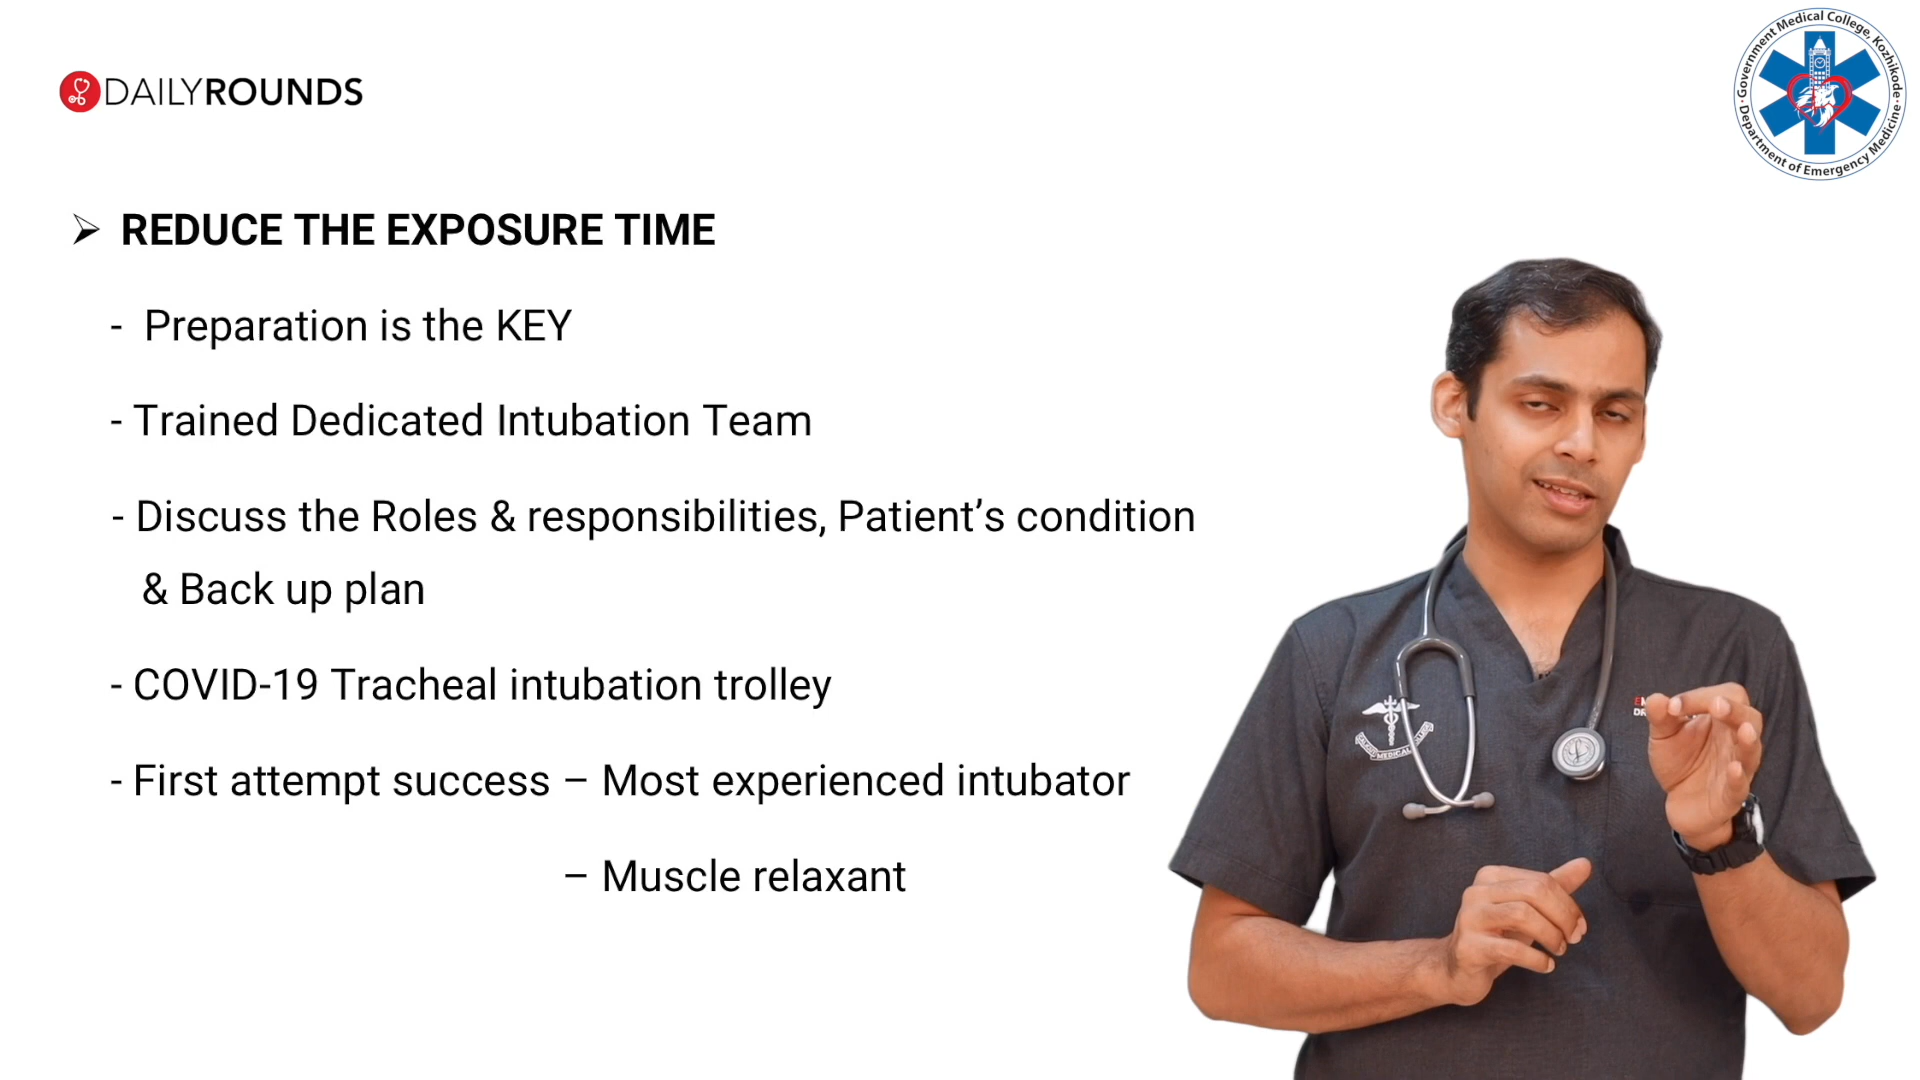 DAILYROUNDS
Government Medical College, Kozhikode
Department of Emergency Medicine
➢ REDUCE THE EXPOSURE TIME
- Preparation is the KEY
- Trained Dedicated Intubation Team
- Discuss the Roles & responsibilities, Patient’s condition
& Back up plan
- COVID-19 Tracheal intubation trolley
- First attempt success – Most experienced intubator
– Muscle relaxant
MEDICAL